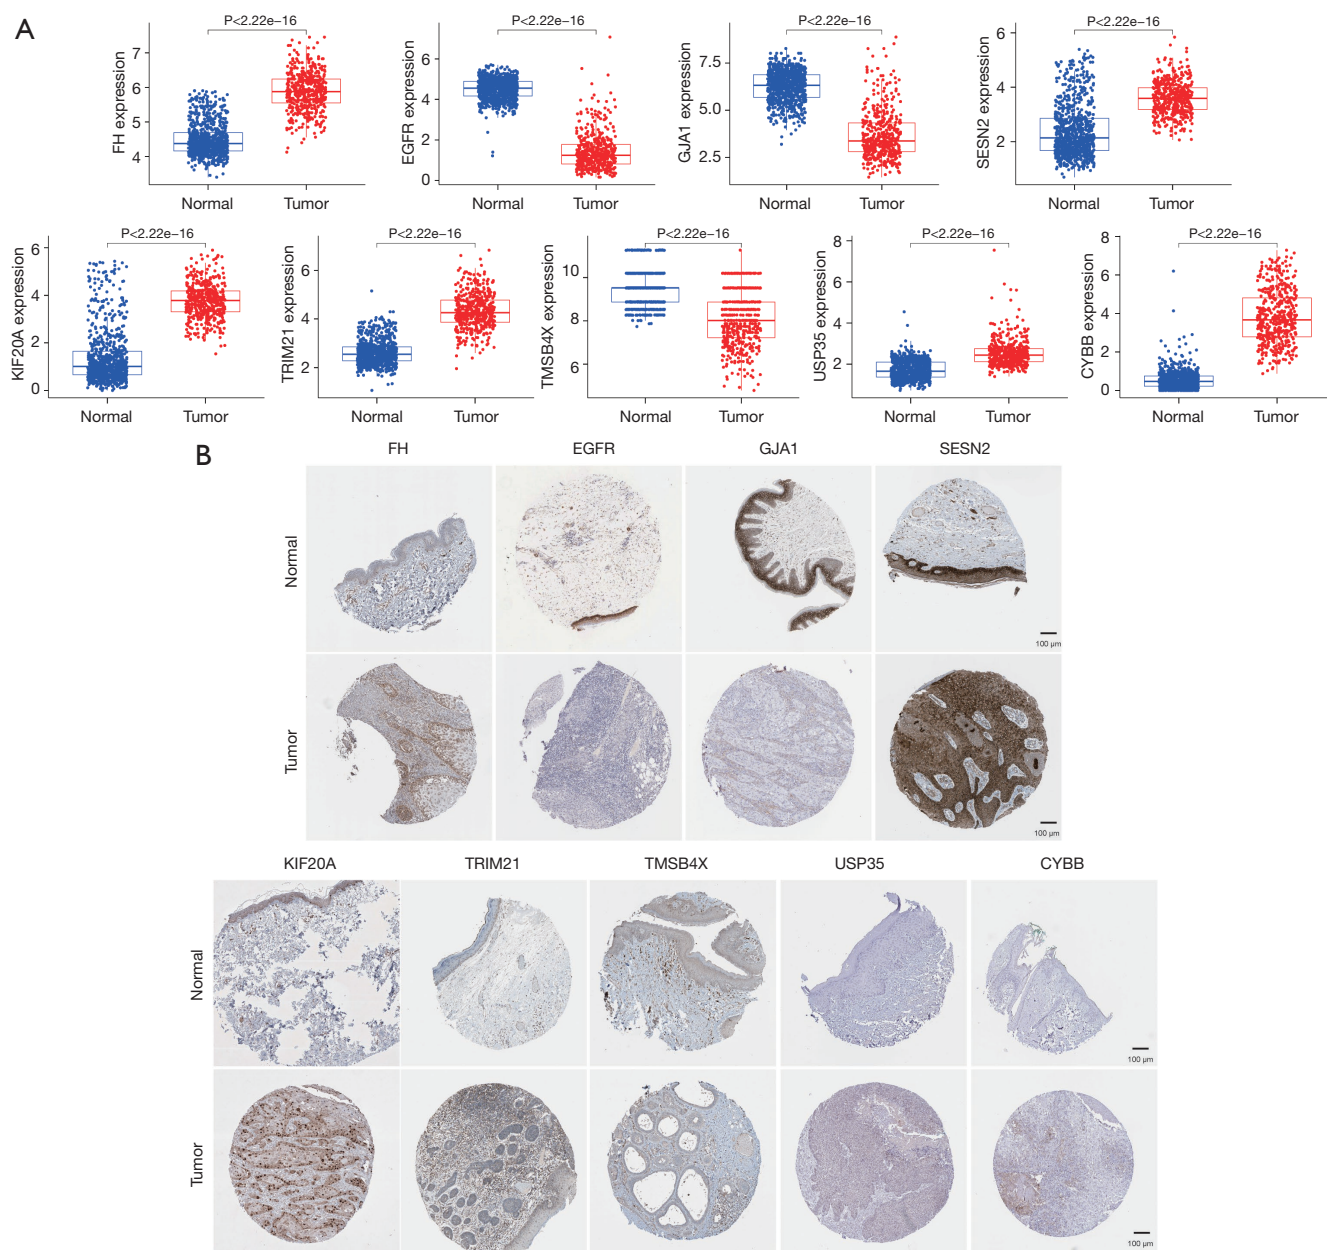 A
P<2.22e−16
FH expression
7
6
5
4
Normal
Tumor
P<2.22e−16
EGFR expression
6
4
2
0
Normal
Tumor
P<2.22e−16
GJA1 expression
7.5
5.0
2.5
Normal
Tumor
P<2.22e−16
SESN2 expression
6
4
2
Normal
Tumor
P<2.22e−16
KIF20A expression
6
4
2
0
Normal
Tumor
P<2.22e−16
TRIM21 expression
6
4
2
Normal
Tumor
P<2.22e−16
TMSB4X expression
10
8
6
Normal
Tumor
P<2.22e−16
USP35 expression
8
6
4
2
Normal
Tumor
P<2.22e−16
CYBB expression
8
6
4
2
0
Normal
Tumor
B
FH
EGFR
GJA1
SESN2
Normal
100 μm
Tumor
100 μm
KIF20A
TRIM21
TMSB4X
USP35
CYBB
Normal
100 μm
Tumor
100 μm